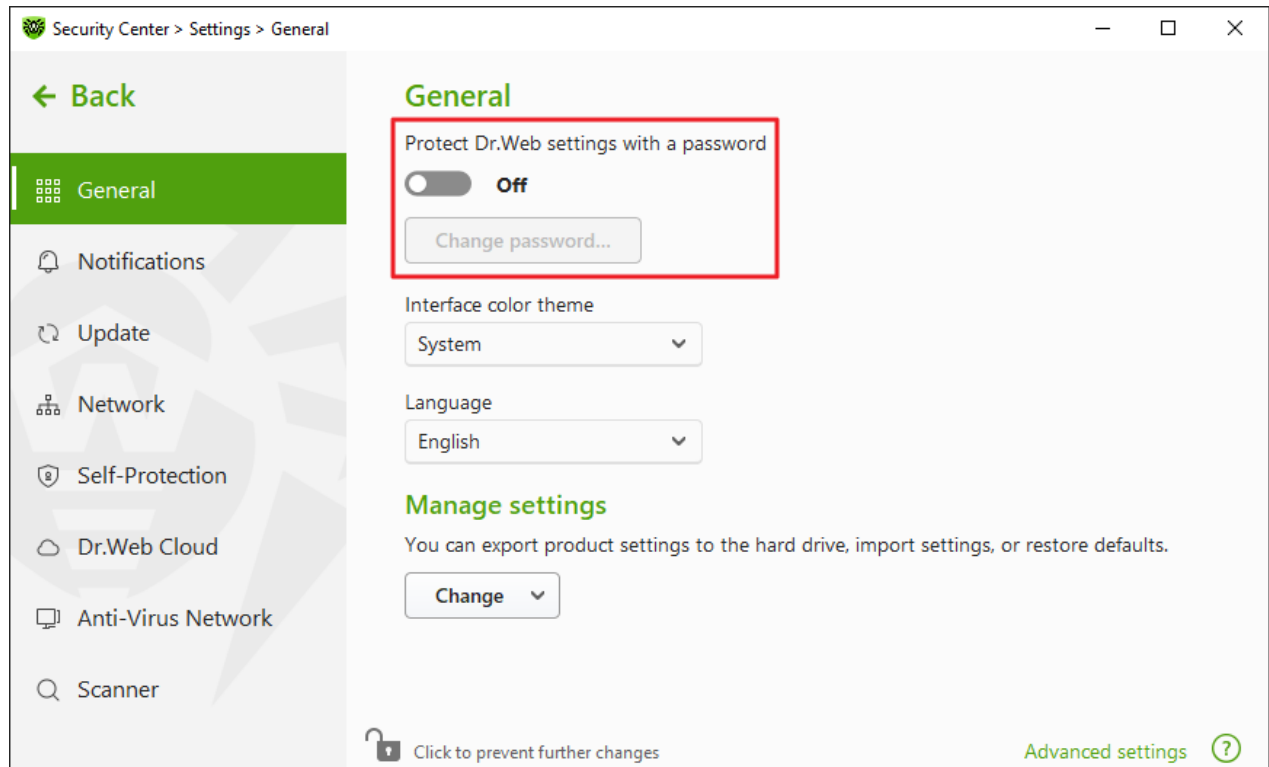 Security Center > Settings > General
Back
General
Notifications
Update
Network
Self-Protection
Dr.Web Cloud
Anti-Virus Network
Scanner
General
Protect Dr.Web settings with a password
Off
Change password...
Interface color theme
System
Language
English
Manage settings
You can export product settings to the hard drive, import settings, or restore defaults.
Change
Click to prevent further changes
Advanced settings
?